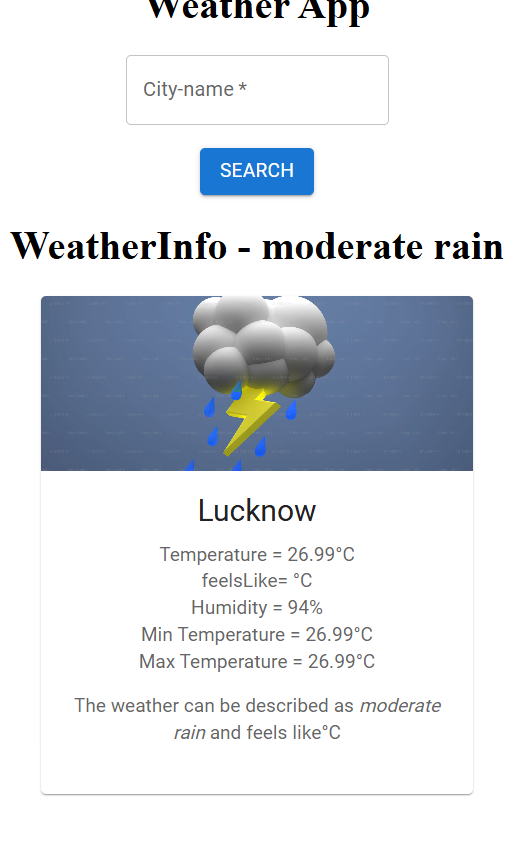 Weather App
City-name *
SEARCH
WeatherInfo - moderate rain
Lucknow
Temperature = 26.99°C
feelsLike= °C
Humidity = 94%
Min Temperature = 26.99°C
Max Temperature = 26.99°C
The weather can be described as moderate
rain and feels like°C